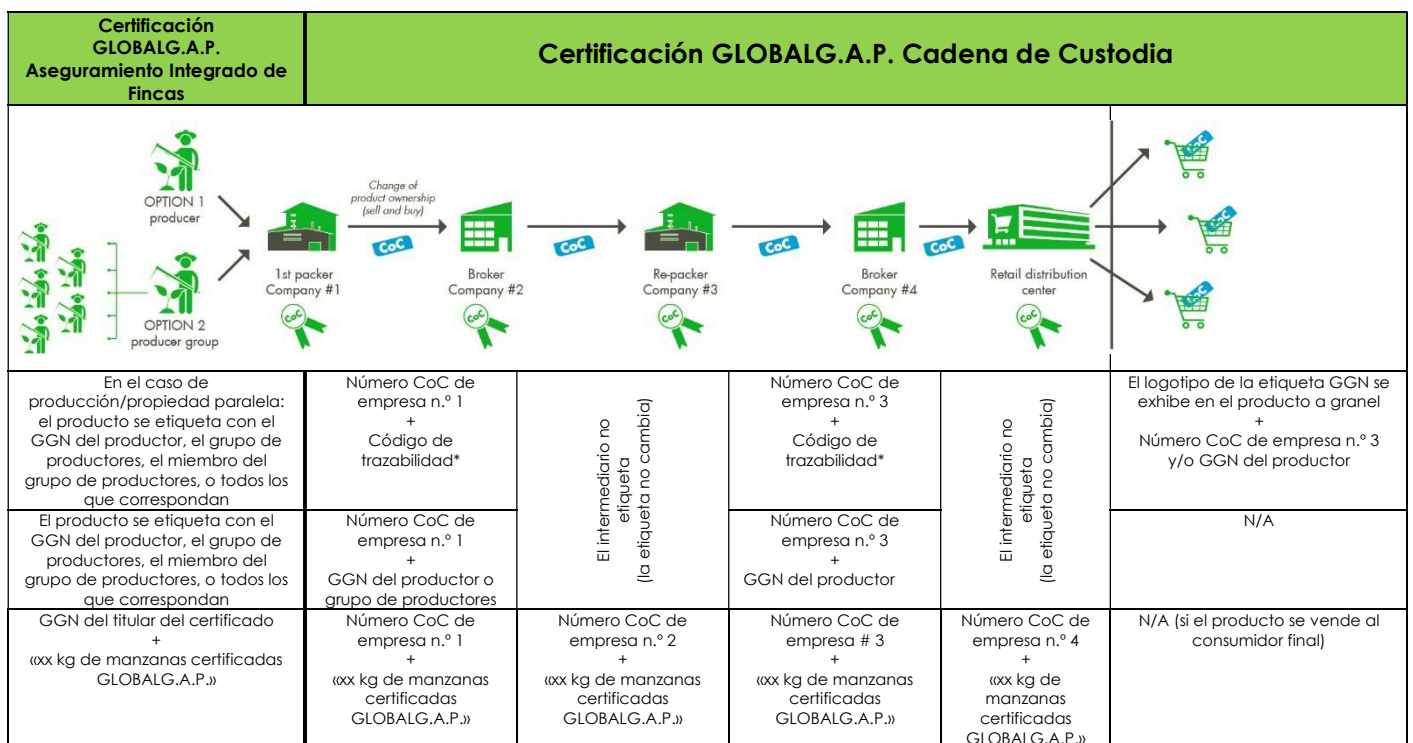 Certificación
GLOBALG.A.P.
Aseguramiento Integrado de
Fincas
Certificación GLOBALG.A.P. Cadena de Custodia
OPTION 1
producer
OPTION 2
producer group
1st packer
Company #1
CoC
Change of
product ownership
(sell and buy)
CoC
Broker
Company #2
CoC
Re-packer
Company #3
CoC
CoC
Broker
Company #4
CoC
Retail distribution
center
CoC
CoC
CoC
CoC
En el caso de
producción/propiedad paralela:
el producto se etiqueta con el
GGN del productor, el grupo de
productores, el miembro del
grupo de productores, o todos los
que correspondan
Número CoC de
empresa n.º 1
+
Código de
trazabilidad*
El intermediario no
etiqueta
(la etiqueta no cambia)
Número CoC de
empresa n.º 3
+
Código de
trazabilidad*
El intermediario no
etiqueta
(la etiqueta no cambia)
El logotipo de la etiqueta GGN se
exhibe en el producto a granel
+
Número CoC de empresa n.º 3
y/o GGN del productor
El producto se etiqueta con el
GGN del productor, el grupo de
productores, el miembro del
grupo de productores, o todos los
que correspondan
Número CoC de
empresa n.º 1
+
GGN del productor o
grupo de productores
Número CoC de
empresa n.º 3
+
GGN del productor
N/A
GGN del titular del certificado
+
«xx kg de manzanas certificadas
GLOBALG.A.P.»
Número CoC de
empresa n.º 1
+
«xx kg de manzanas
certificadas
GLOBALG.A.P.»
Número CoC de
empresa n.º 2
+
«xx kg de manzanas
certificadas
GLOBALG.A.P.»
Número CoC de
empresa # 3
+
«xx kg de manzanas
certificadas
GLOBALG.A.P.»
Número CoC de
empresa n.º 4
+
«xx kg de
manzanas
certificadas
GLOBALG.A.P.»
N/A (si el producto se vende al
consumidor final)